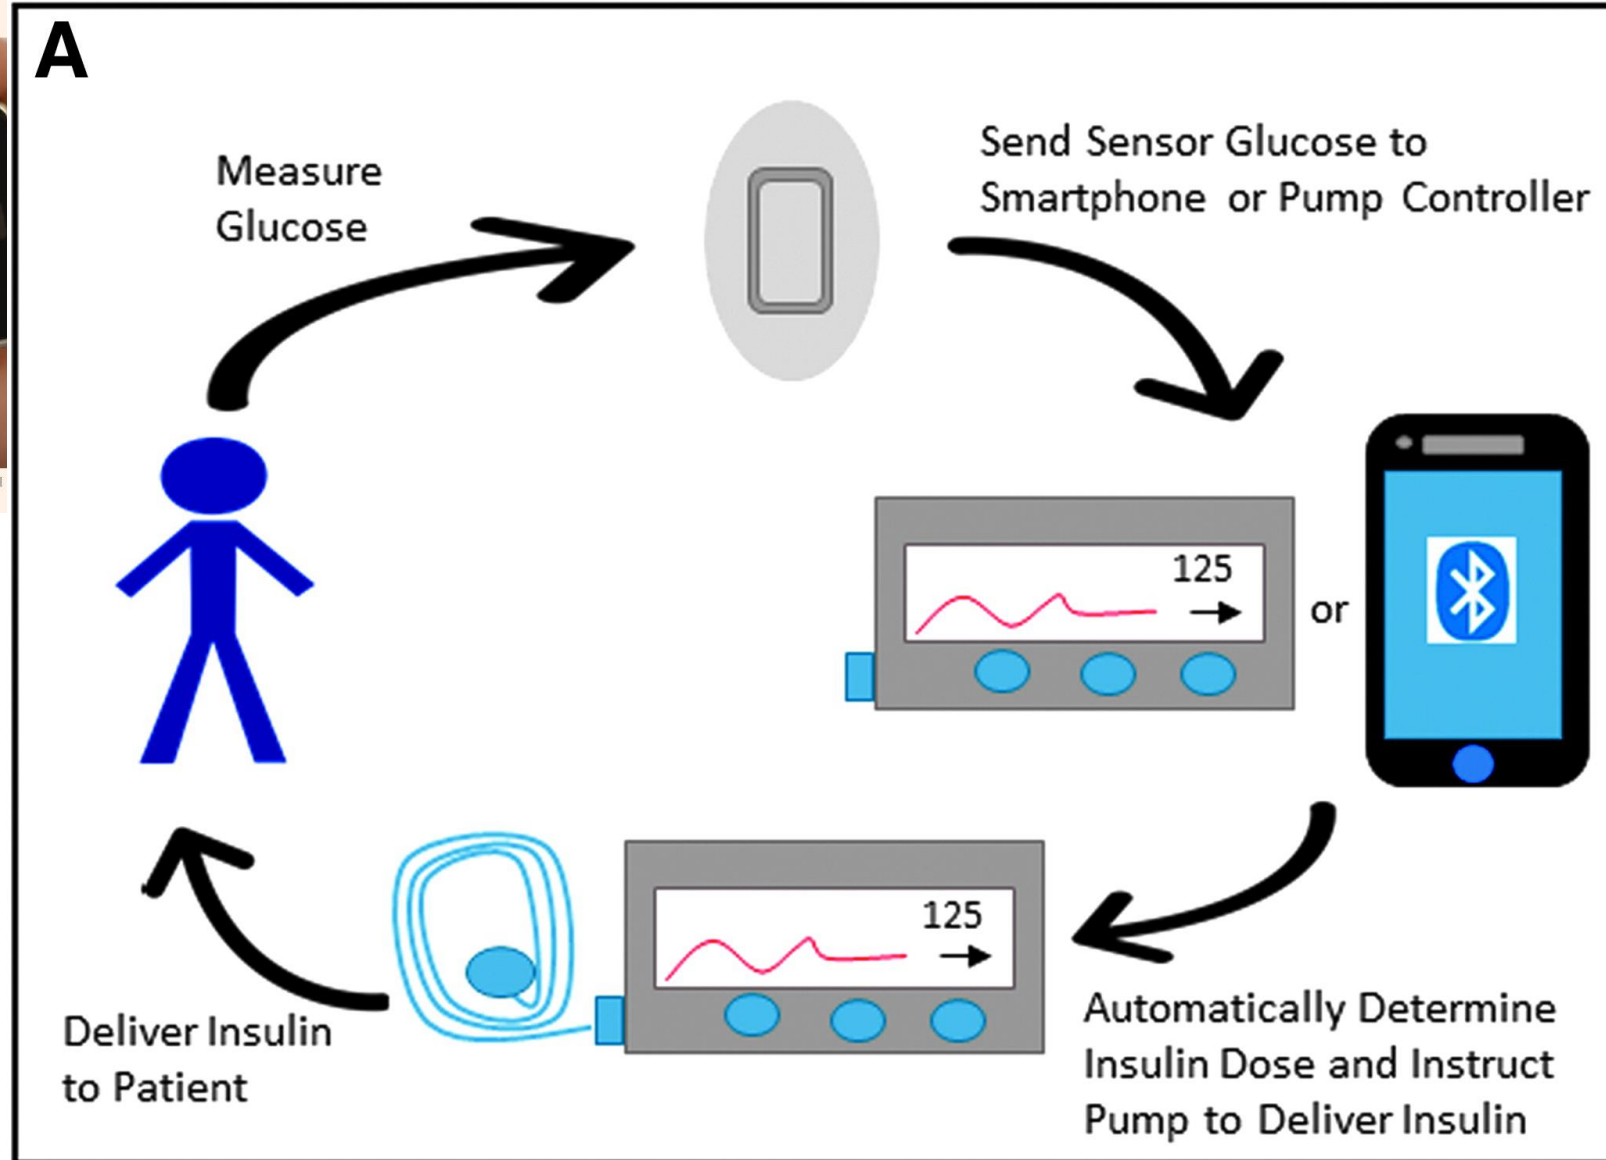 A
Measure
Glucose
Send Sensor Glucose to
Smartphone or Pump Controller
125
or
125
Deliver Insulin
to Patient
Automatically Determine
Insulin Dose and Instruct
Pump to Deliver Insulin